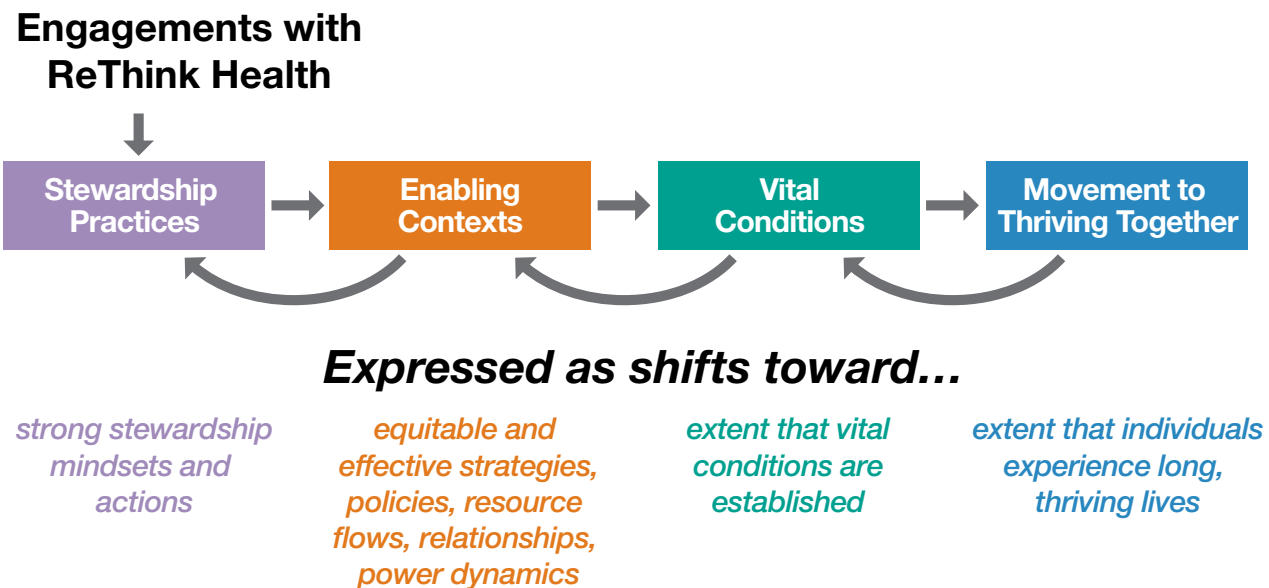 Engagements with
ReThink Health
Stewardship
Practices
Enabling
Contexts
Vital
Conditions
Movement to
Thriving Together
Expressed as shifts toward…
strong stewardship
mindsets and
actions
equitable and
effective strategies,
policies, resource
flows, relationships,
power dynamics
extent that vital
conditions are
established
extent that individuals
experience long,
thriving lives